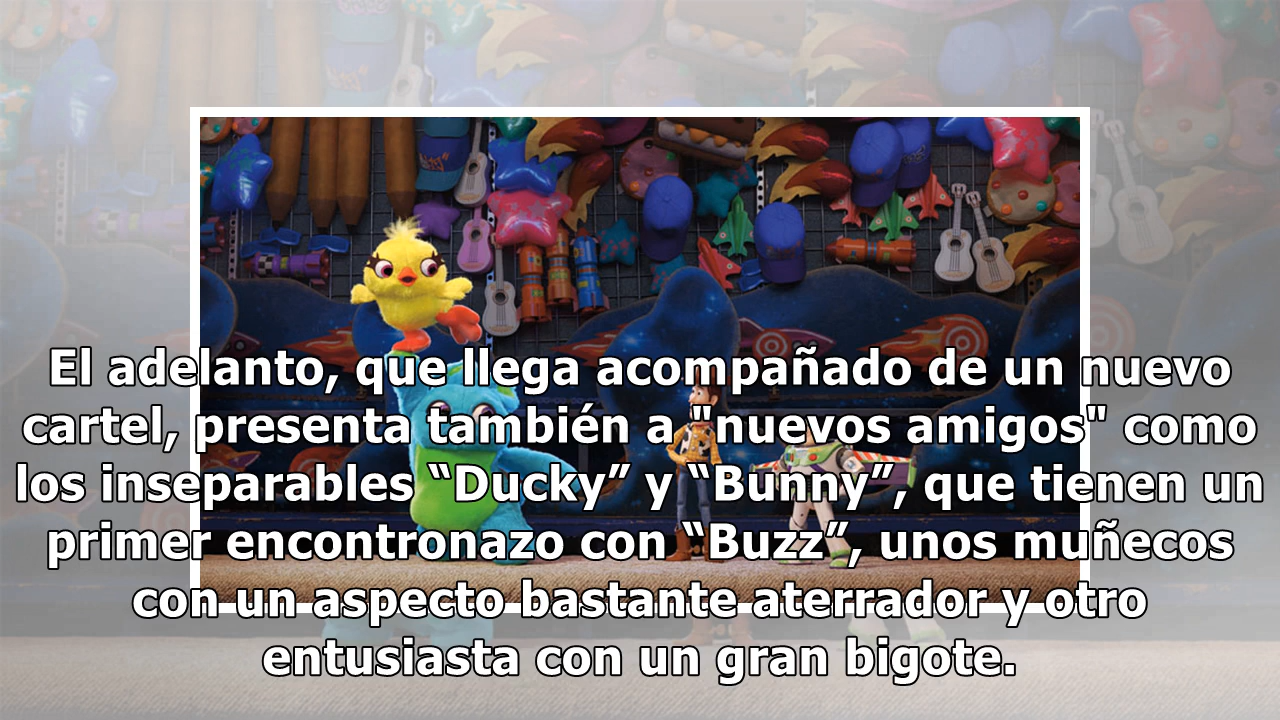 El adelanto, que llega acompañado de un nuevo
cartel, presenta también a "nuevos amigos" como
los inseparables “Ducky” y “Bunny”, que tienen un
primer encontronazo con “Buzz”, unos muñecos
con un aspecto bastante aterrador y otro
entusiasta con un gran bigote.